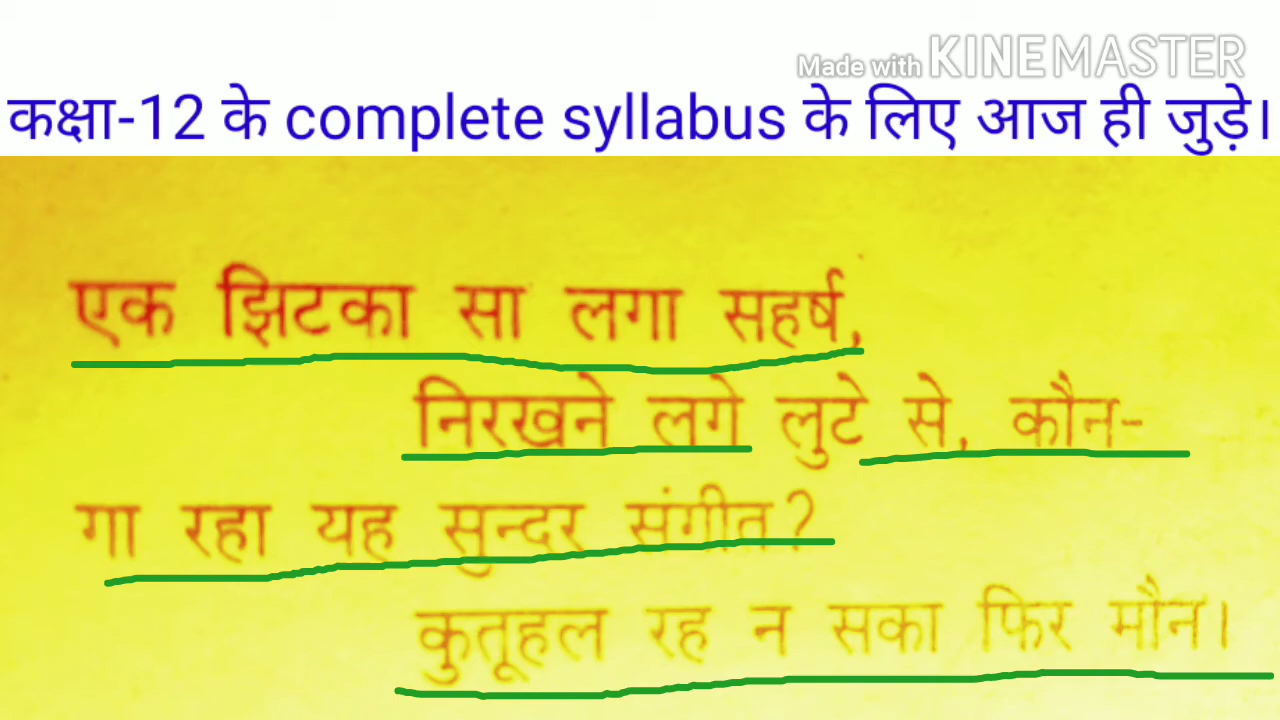 Made with KINEMASTER
कक्षा-12 के complete syllabus के लिए आज ही जुड़े।
एक झिटका सा लगा सहर्ष,
निरखने लगे लुटे से, कौन-
गा रहा यह सुन्दर संगीत?
कुतूहल रह न सका फिर मौन।